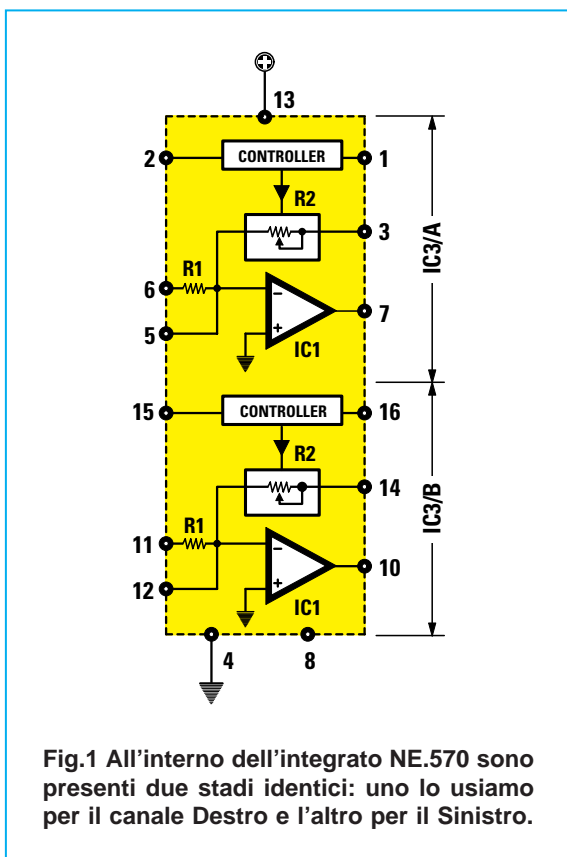 13
2
CONTROLLER
1
R2
3
R1
6
5
IC1
7
IC3/A
15
CONTROLLER
16
R2
14
R1
11
12
IC1
10
IC3/B
4
8
Fig.1 All’interno dell’integrato NE.570 sono
presenti due stadi identici: uno lo usiamo
per il canale Destro e l’altro per il Sinistro.